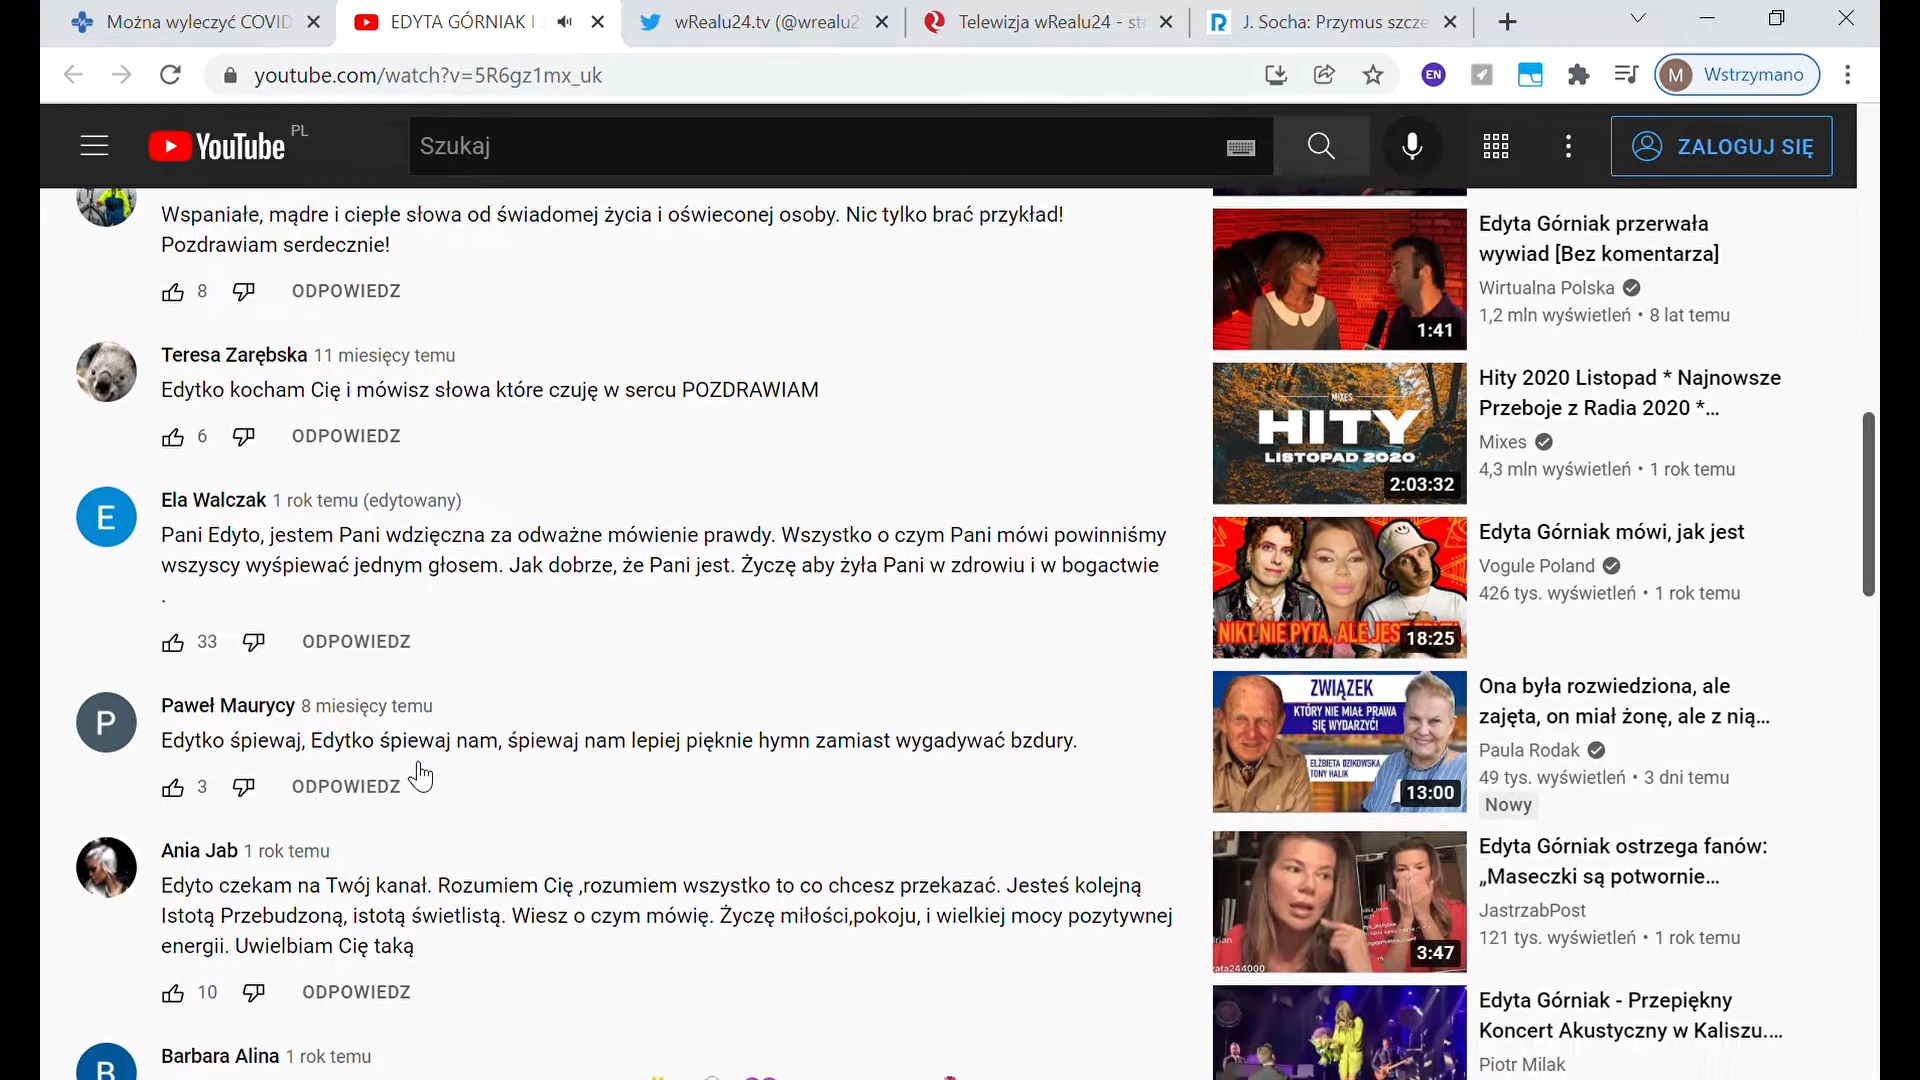 Można wyleczyć COVID
EDYTA GÓRNIAK I
wRealu24.tv (@wrealu2
Telewizja wRealu24 - st
J. Socha: Przymus szcze
youtube.com/watch?v=5R6gz1mx_uk
EN
M
Wstrzymano
YouTube PL
Szukaj
ZALOGUJ SIĘ
Wspaniałe, mądre i ciepłe słowa od świadomej życia i oświeconej osoby. Nic tylko brać przykład!
Pozdrawiam serdecznie!
8 ODPOWIEDZ
Teresa Zarębska 11 miesięcy temu
Edytko kocham Cię i mówisz słowa które czuję w sercu POZDRAWIAM
6 ODPOWIEDZ
E
Ela Walczak 1 rok temu (edytowany)
Pani Edyto, jestem Pani wdzięczna za odważne mówienie prawdy. Wszystko o czym Pani mówi powinniśmy
wszyscy wyśpiewać jednym głosem. Jak dobrze, że Pani jest. Życzę aby żyła Pani w zdrowiu i w bogactwie
.
33 ODPOWIEDZ
P
Paweł Maurycy 8 miesięcy temu
Edytko śpiewaj, Edytko śpiewaj nam, śpiewaj nam lepiej pięknie hymn zamiast wygadywać bzdury.
3 ODPOWIEDZ
Ania Jab 1 rok temu
Edyto czekam na Twój kanał. Rozumiem Cię ,rozumiem wszystko to co chcesz przekazać. Jesteś kolejną
Istotą Przebudzoną, istotą świetlistą. Wiesz o czym mówię. Życzę miłości,pokoju, i wielkiej mocy pozytywnej
energii. Uwielbiam Cię taką
10 ODPOWIEDZ
B
Barbara Alina 1 rok temu
1:41
Edyta Górniak przerwała
wywiad [Bez komentarza]
Wirtualna Polska
1,2 mln wyświetleń • 8 lat temu
MIXES
HITY
LISTOPAD 2020
2:03:32
Hity 2020 Listopad * Najnowsze
Przeboje z Radia 2020 *...
Mixes
4,3 mln wyświetleń • 1 rok temu
NIKT NIE PYTA, ALE JEST
18:25
Edyta Górniak mówi, jak jest
Vogule Poland
426 tys. wyświetleń • 1 rok temu
ZWIĄZEK
KTÓRY NIE MIAŁ PRAWA
SIĘ WYDARZYĆ!
ELŻBIETA DZIKOWSKA
TONY HALIK
13:00
Ona była rozwiedziona, ale
zajęta, on miał żonę, ale z nią...
Paula Rodak
49 tys. wyświetleń • 3 dni temu
Nowy
3:47
Edyta Górniak ostrzega fanów:
„Maseczki są potwornie...
JastrzabPost
121 tys. wyświetleń • 1 rok temu
Edyta Górniak - Przepiękny
Koncert Akustyczny w Kaliszu....
Piotr Milak